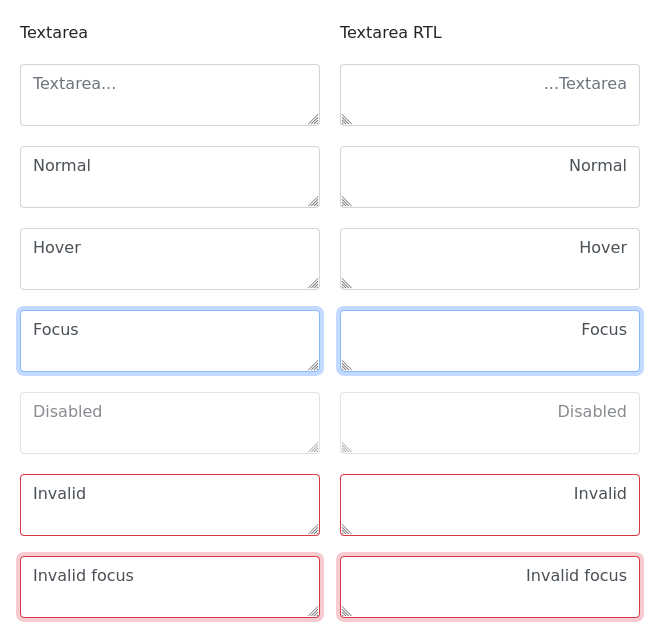 Textarea
Textarea RTL
Textarea...
...Textarea
Normal
Normal
Hover
Hover
Focus
Focus
Disabled
Disabled
Invalid
Invalid
Invalid focus
Invalid focus